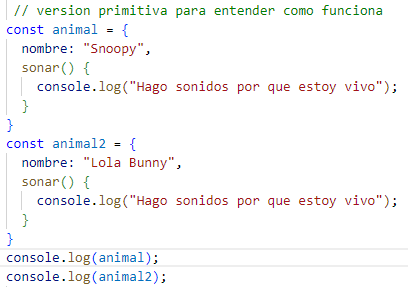 // version primitiva para entender como funciona
const animal = {
  nombre: "Snoopy",
  sonar() {
    console.log("Hago sonidos por que estoy vivo");
  }
}
const animal2 = {
  nombre: "Lola Bunny",
  sonar() {
    console.log("Hago sonidos por que estoy vivo");
  }
}
console.log(animal);
console.log(animal2);